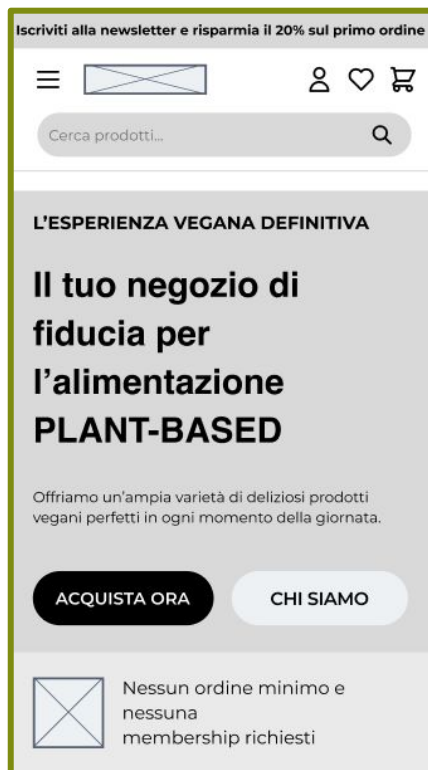 Iscriviti alla newsletter e risparmia il 20% sul primo ordine
Cerca prodotti...
L'ESPERIENZA VEGANA DEFINITIVA
Il tuo negozio di
fiducia per
l'alimentazione
PLANT-BASED
Offriamo un'ampia varietà di deliziosi prodotti
vegani perfetti in ogni momento della giornata.
ACQUISTA ORA
CHI SIAMO
Nessun ordine minimo e
nessuna
membership richiesti